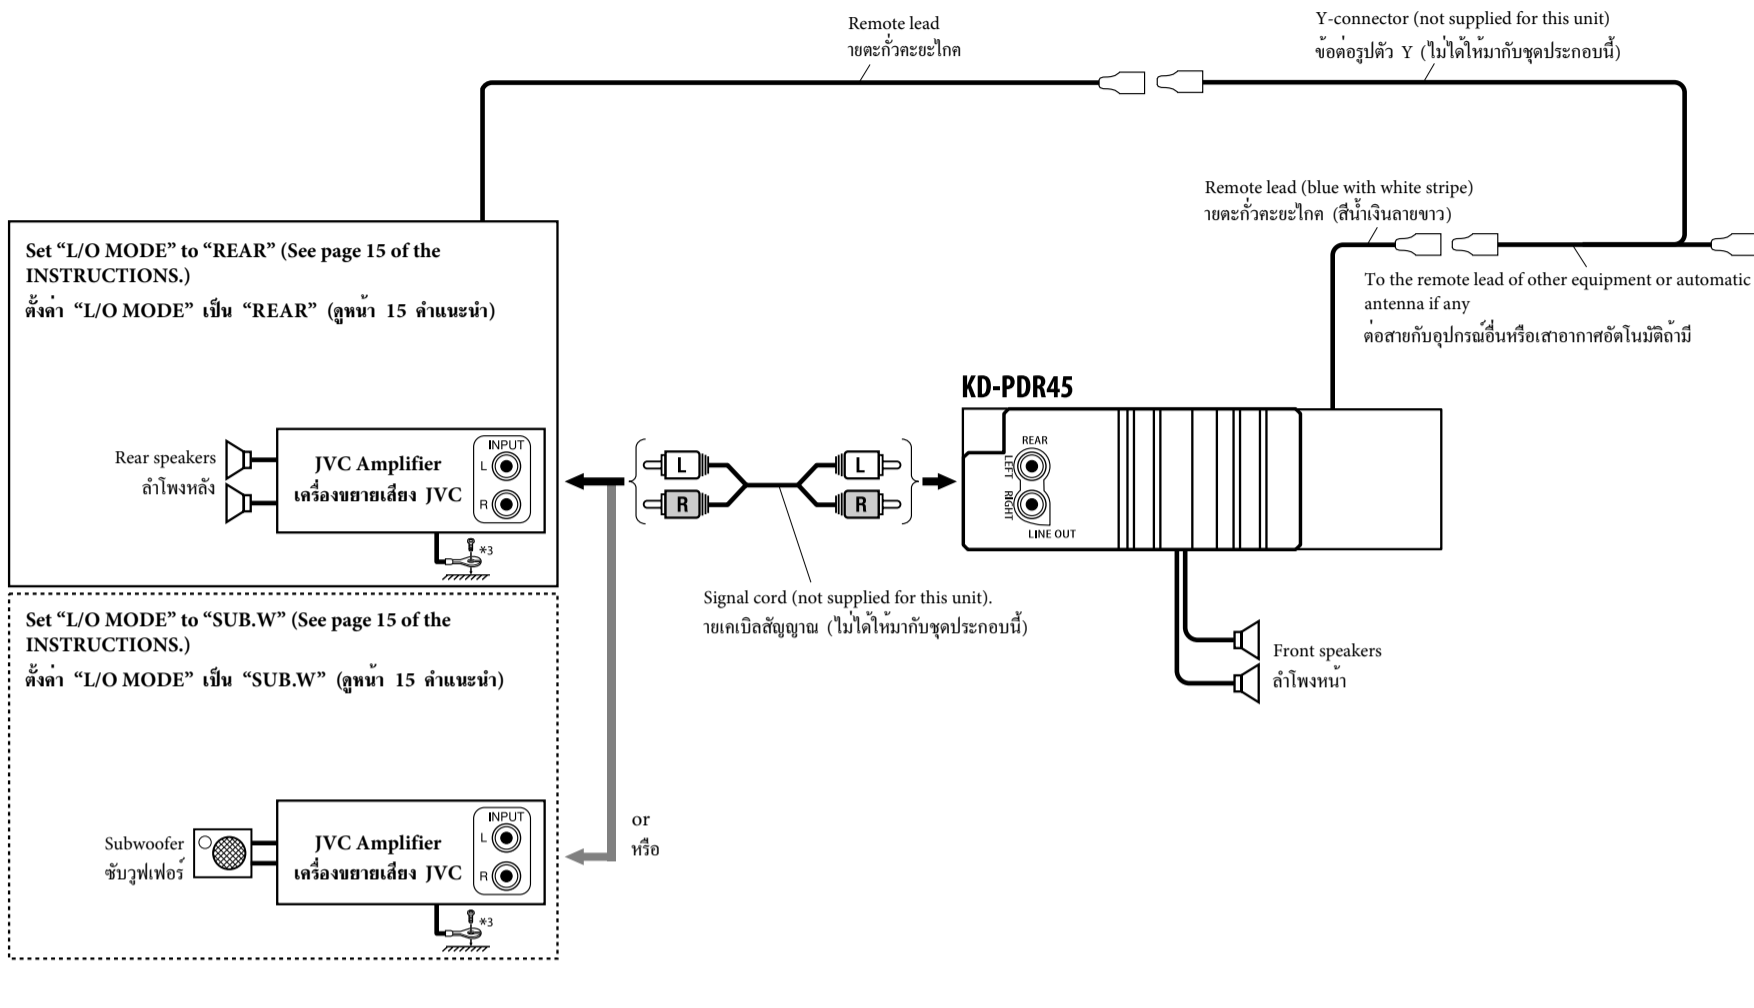 Remote lead
ายตะกั่วคะยะไกค
Y-connector (not supplied for this unit)
ข้อต่อรูปตัว Y (ไม่ได้ให้มากับชุดประกอบนี้)
Remote lead (blue with white stripe)
ายตะกั่วคะยะไกค (สีน้ำเงินลายขาว)
To the remote lead of other equipment or automatic
antenna if any
ต่อสายกับอุปกรณ์อื่นหรือเสาอากาศอัตโนมัติถ้ามี
Set “L/O MODE” to “REAR” (See page 15 of the
INSTRUCTIONS.)
ตั้งค่า “L/O MODE” เป็น “REAR” (ดูหน้า 15 คำแนะนำ)
Rear speakers
ลำโพงหลัง
JVC Amplifier
เครื่องขยายเสียง JVC
INPUT
L
R
*3
L
R
L
R
KD-PDR45
REAR
LEFT
RIGHT
LINE OUT
Signal cord (not supplied for this unit).
ายเคเบิลสัญญาณ (ไม่ได้ให้มากับชุดประกอบนี้)
Front speakers
ลำโพงหน้า
Set “L/O MODE” to “SUB.W” (See page 15 of the
INSTRUCTIONS.)
ตั้งค่า “L/O MODE” เป็น “SUB.W” (ดูหน้า 15 คำแนะนำ)
Subwoofer
ซับวูฟเฟอร์
JVC Amplifier
เครื่องขยายเสียง JVC
INPUT
L
R
*3
or
หรือ